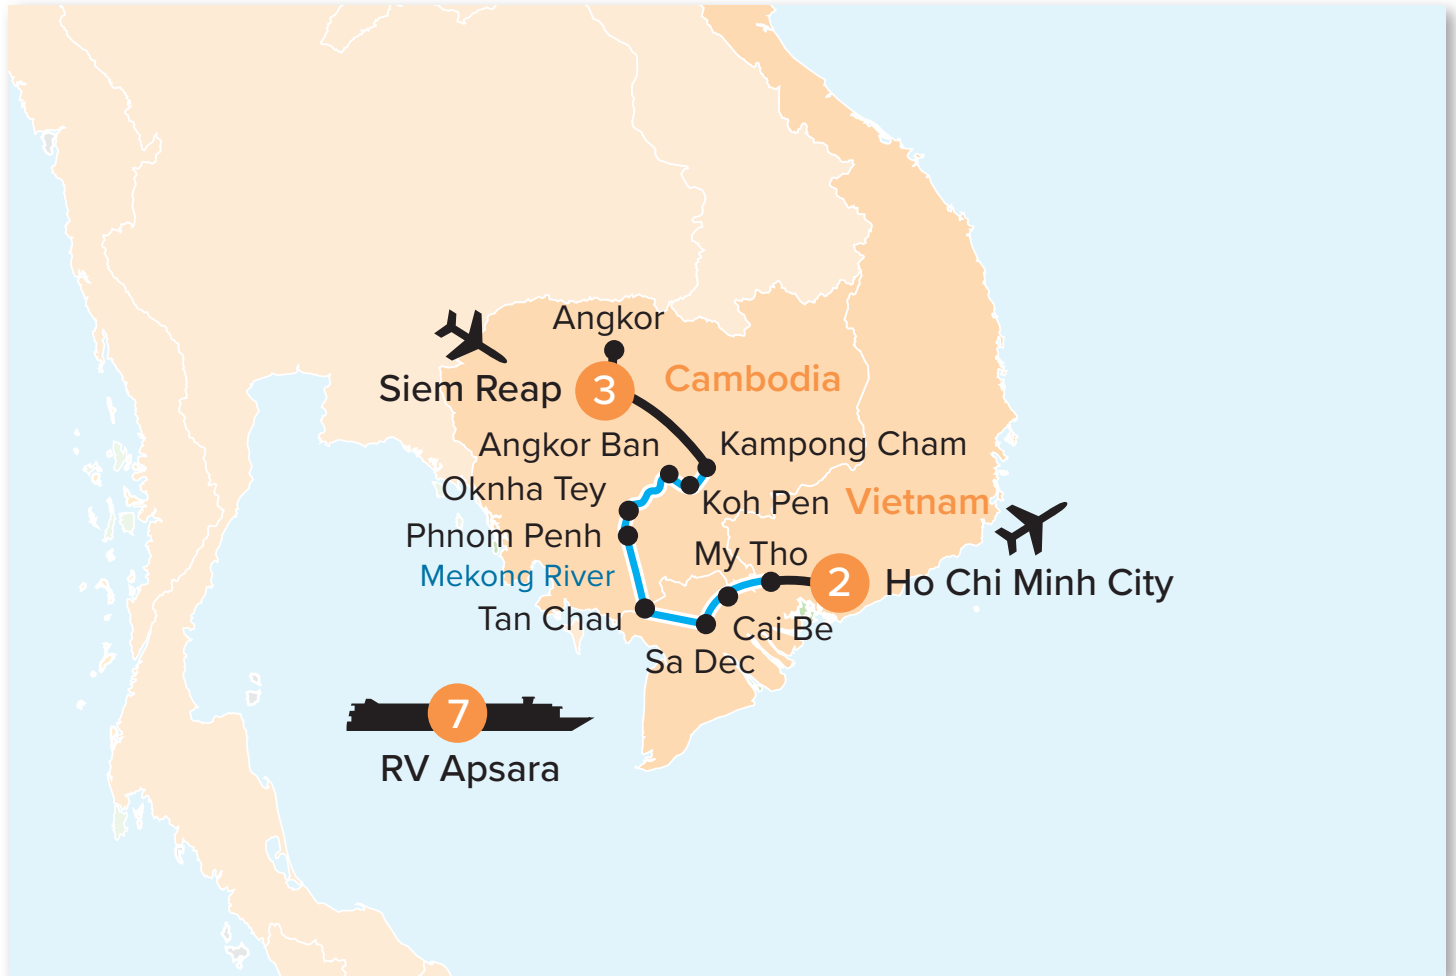 Angkor
Siem Reap
3
Cambodia
Angkor Ban
Kampong Cham
Oknha Tey
Koh Pen
Vietnam
Phnom Penh
My Tho
Mekong River
2
Ho Chi Minh City
Tan Chau
Cai Be
Sa Dec
7
RV Apsara